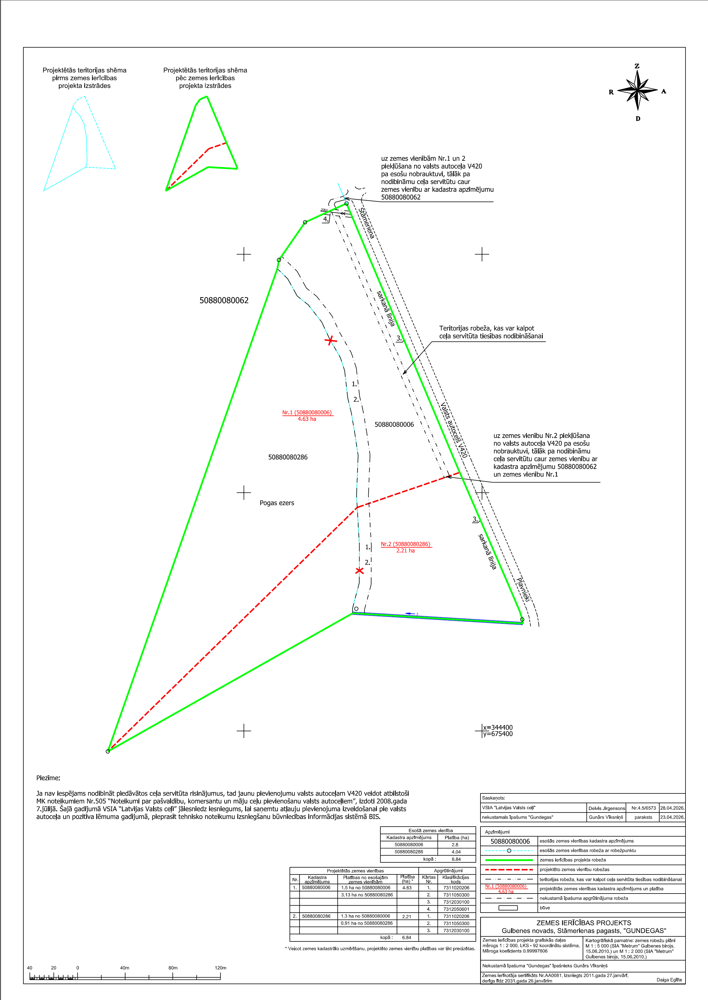 Projektētās teritorijas shēma
pirms zemes ierīcības
projekta izstrādes
Projektētās teritorijas shēma
pēc zemes ierīcības
projekta izstrādes
Z
R
A
D
uz zemes vienībām Nr.1 un 2
piekļūšana no valsts autoceļa V420
pa esošu nobrauktuvi, tālāk pa
nodibināmu ceļa servitūtu caur
zemes vienību ar kadastra apzīmējumu
50880080062
20kV
4.
Stāmeriena
50880080062
sarkanā līnija
Teritorijas robeža, kas var kalpot
ceļa servitūta tiesības nodibināšanai
3.
1.
2.
Nr.1 (50880080006)
4.63 ha
50880080006
Valsts autoceļš V420
uz zemes vienību Nr.2 piekļūšana
no valsts autoceļa V420 pa esošu
nobrauktuvi, tālāk pa nodibināmu
ceļa servitūtu caur zemes vienību ar
kadastra apzīmējumu 50880080062
un zemes vienību Nr.1
50880080286
Pogas ezers
3.
1.
Nr.2 (50880080286)
2.21 ha
sarkanā līnija
2.
Pļavnieki
2
x=344400
y=675400
Piezīme:
Ja nav iespējams nodibināt piedāvātos ceļa servitūta risinājumus, tad jaunu pievienojumu valsts autoceļam V420 veidot atbilstoši
MK noteikumiem Nr.505 “Noteikumi par pašvaldību, komersantu un māju ceļu pievienošanu valsts autoceļiem”, izdoti 2008.gada
7.jūlijā. Šajā gadījumā VSIA “Latvijas Valsts ceļi” jāiesniedz iesniegums, lai saņemtu atļauju pievienojuma izveidošanai pie valsts
autoceļa un pozitīva lēmuma gadījumā, pieprasīt tehnisko noteikumu izsniegšanu būvniecības informācijas sistēmā BIS.
Saskaņots:
VSIA "Latvijas Valsts ceļi" Deivis Jirgensons Nr.4.5/6573 28.04.2026.
nekustamais īpašums "Gundegas" Gunārs Vīksniņš paraksts 23.04.2026.
Esošā zemes vienība
Kadastra apzīmējums Platība (ha)
50880080006 2.8
50880080286 4.04
kopā : 6.84
Apzīmējumi
50880080006 esošās zemes vienības kadastra apzīmējums
esošās zemes vienības robeža ar robežpunktu
zemes ierīcības projekta robeža
projektēto zemes vienību robežas
teritorijas robeža, kas var kalpot ceļa servitūta tiesības nodibināšanai
Nr.1 (50880080006)
4.63 ha
projektētās zemes vienības kadastra apzīmējums un platība
nekustamā īpašuma apgrūtinājuma robeža
būve
Projektētās zemes vienības Apgrūtinājumi
Nr. Kadastra apzīmējums Platības no esošajām zemes vienībām Platība (ha) * Kārtas Nr. Klasifikācijas kods
1. 50880080006 1.5 ha no 50880080006 4.63 1. 7311020206
3.13 ha no 50880080286 2. 7311050300
3. 7312030100
4. 7312050601
2. 50880080286 1.3 ha no 50880080006 2.21 1. 7311020206
0.91 ha no 50880080286 2. 7311050300
3. 7312030100
kopā : 6.84
* Veicot zemes kadastrālo uzmērīšanu, projektēto zemes vienību platības var tikt precizētas.
ZEMES IERĪCĪBAS PROJEKTS
Gulbenes novads, Stāmerienas pagasts, "GUNDEGAS"
Zemes ierīcības projekta grafiskās daļas
mērogs 1 : 2 000, LKS - 92 koordinātu sistēma,
Mēroga koeficients 0.99997606
Kartogrāfiskā pamatne: zemes robežu plāni
M 1 : 5 000 (SIA "Metrum" Gulbenes birojs,
15.06.2010.) un M 1 : 2 000 (SIA "Metrum"
Gulbenes birojs, 15.06.2010.)
Nekustamā īpašuma "Gundegas" īpašnieks Gunārs Vīksniņš
Zemes ierīkotāja sertifikāts Nr.AA0081, izsniegts 2011.gada 27.janvārī,
derīgs līdz 2031.gada 26.janvārim
Daiga Eglīte
40 20 0 40m 80m 120m